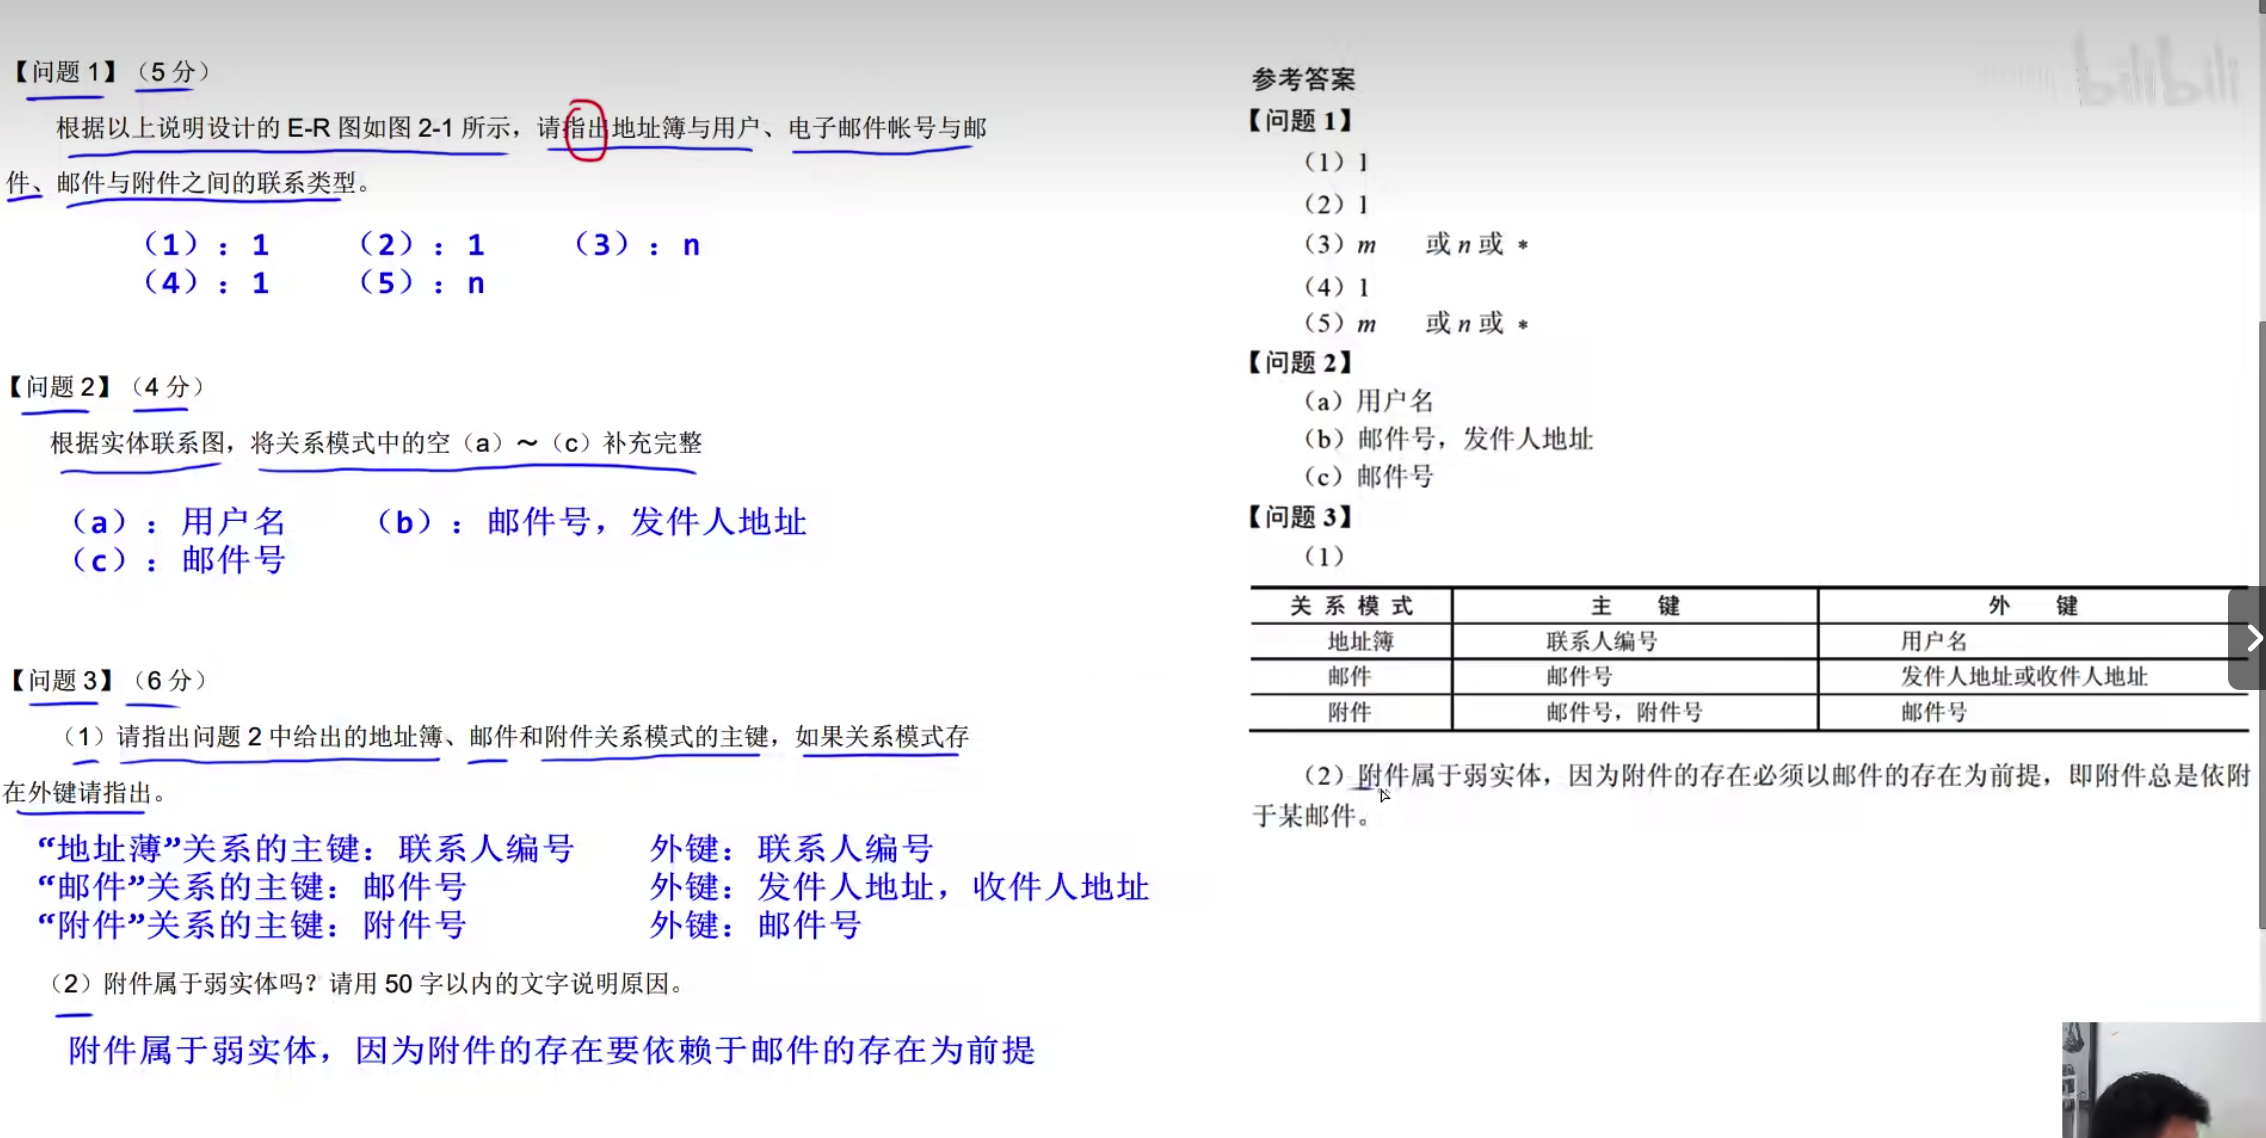 【问题 1】（5 分）
根据以上说明设计的 E-R 图如图 2-1 所示，请指出地址簿与用户、电子邮件帐号与邮
件、邮件与附件之间的联系类型。
（1）：1 （2）：1 （3）：n
（4）：1 （5）：n
【问题 2】（4 分）
根据实体联系图，将关系模式中的空（a）～（c）补充完整
（a）：用户名 （b）：邮件号，发件人地址
（c）：邮件号
【问题 3】（6 分）
（1）请指出问题 2 中给出的地址簿、邮件和附件关系模式的主键，如果关系模式存
在外键请指出。
“地址薄”关系的主键：联系人编号 外键：联系人编号
“邮件”关系的主键：邮件号 外键：发件人地址，收件人地址
“附件”关系的主键：附件号 外键：邮件号
（2）附件属于弱实体吗？请用 50 字以内的文字说明原因。
附件属于弱实体，因为附件的存在要依赖于邮件的存在为前提
bilibili
参考答案
【问题 1】
（1）1
（2）1
（3）m 或 n 或 *
（4）1
（5）m 或 n 或 *
【问题 2】
（a）用户名
（b）邮件号，发件人地址
（c）邮件号
【问题 3】
（1）
关系模式 主键 外键
地址簿 联系人编号 用户名
邮件 邮件号 发件人地址或收件人地址
附件 邮件号，附件号 邮件号
（2）附件属于弱实体，因为附件的存在必须以邮件的存在为前提，即附件总是依附
于某邮件。